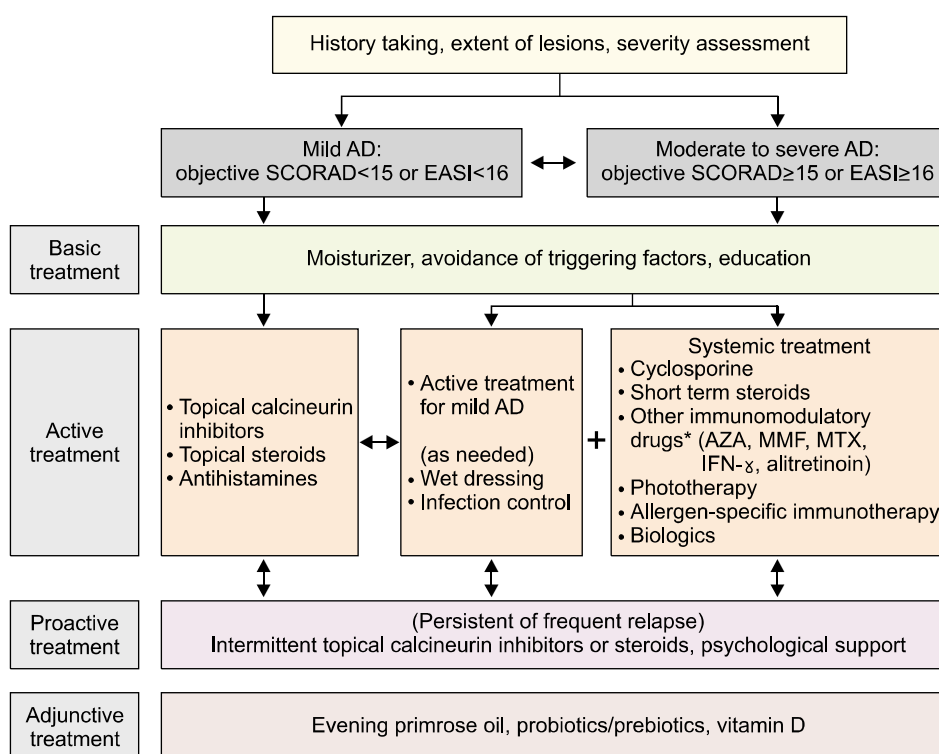 History taking, extent of lesions, severity assessment
Mild AD:
objective SCORAD<15 or EASI<16
Moderate to severe AD:
objective SCORAD≥15 or EASI≥16
Basic
treatment
Moisturizer, avoidance of triggering factors, education
Active
treatment
• Topical calcineurin
inhibitors
• Topical steroids
• Antihistamines
• Active treatment
for mild AD
(as needed)
• Wet dressing
• Infection control
+
Systemic treatment
• Cyclosporine
• Short term steroids
• Other immunomodulatory
drugs* (AZA, MMF, MTX,
IFN-ɤ, alitretinoin)
• Phototherapy
• Allergen-specific immunotherapy
• Biologics
Proactive
treatment
(Persistent of frequent relapse)
Intermittent topical calcineurin inhibitors or steroids, psychological support
Adjunctive
treatment
Evening primrose oil, probiotics/prebiotics, vitamin D